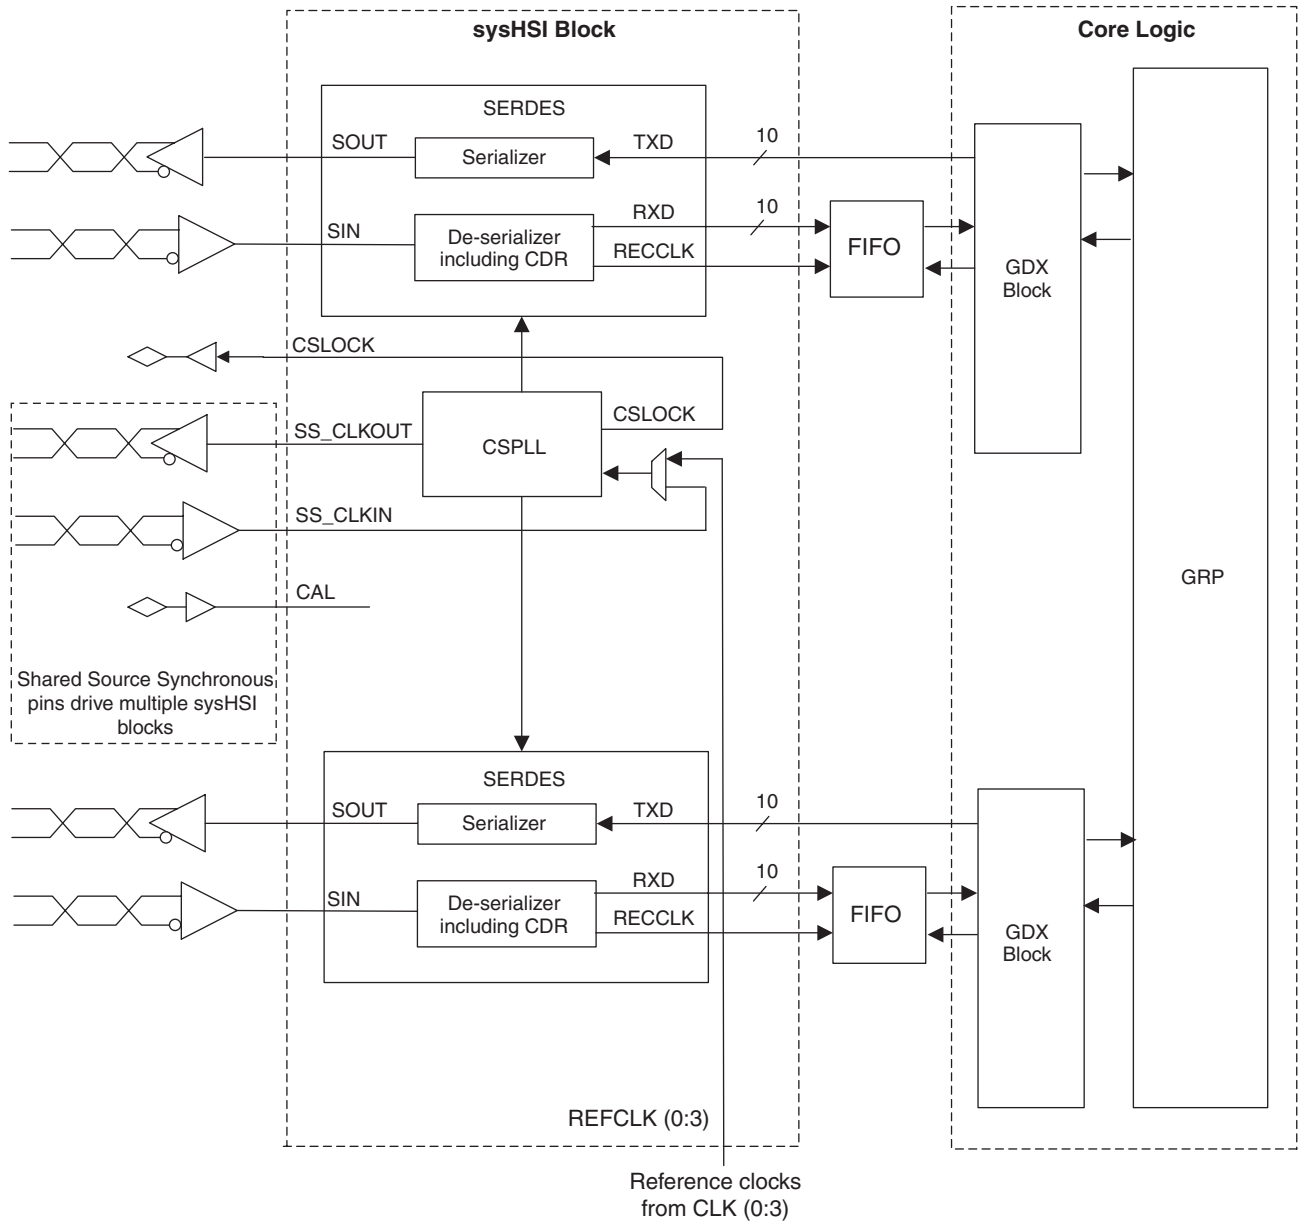 sysHSI Block
Core Logic
SERDES
SOUT
Serializer
TXD
10
SIN
De-serializer
including CDR
RXD
10
RECCLK
FIFO
GDX
Block
CSLOCK
CSPLL
CSLOCK
SS_CLKOUT
SS_CLKIN
CAL
GRP
Shared Source Synchronous
pins drive multiple sysHSI
blocks
SERDES
SOUT
Serializer
TXD
10
SIN
De-serializer
including CDR
RXD
10
RECCLK
FIFO
GDX
Block
REFCLK (0:3)
Reference clocks
from CLK (0:3)